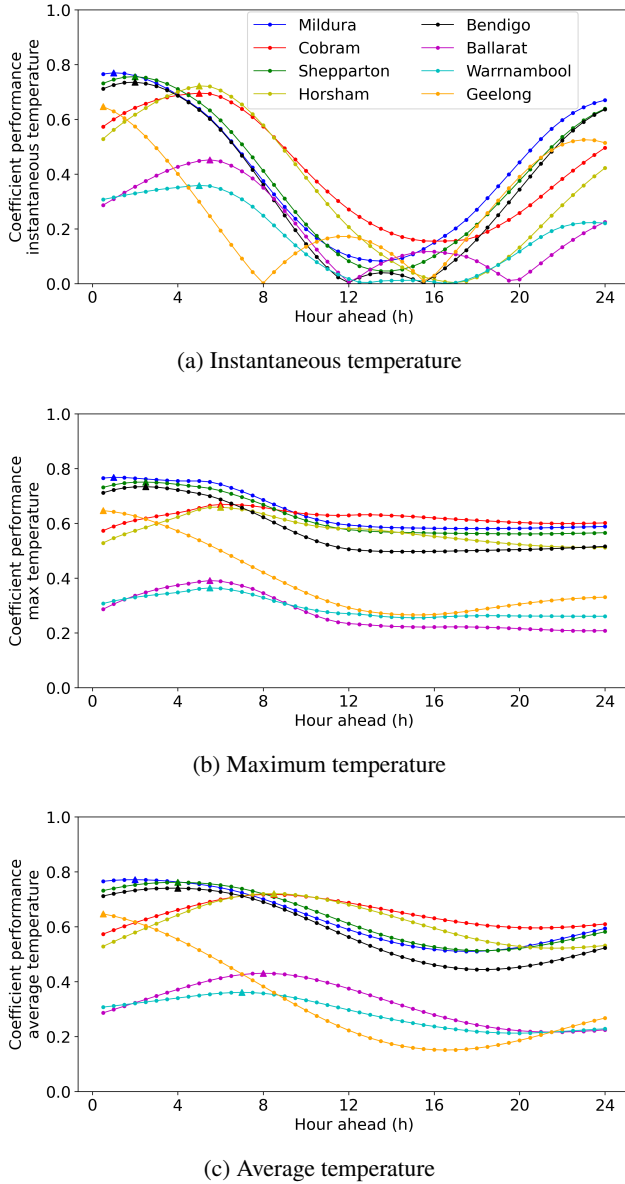 1.0
0.8
0.6
0.4
0.2
0.0
Coefficient performance
instantaneous temperature
Mildura
Cobram
Shepparton
Horsham
Bendigo
Ballarat
Warrnambool
Geelong
0 4 8 12 16 20 24
Hour ahead (h)
(a) Instantaneous temperature
1.0
0.8
0.6
0.4
0.2
0.0
Coefficient performance
max temperature
0 4 8 12 16 20 24
Hour ahead (h)
(b) Maximum temperature
1.0
0.8
0.6
0.4
0.2
0.0
Coefficient performance
average temperature
0 4 8 12 16 20 24
Hour ahead (h)
(c) Average temperature